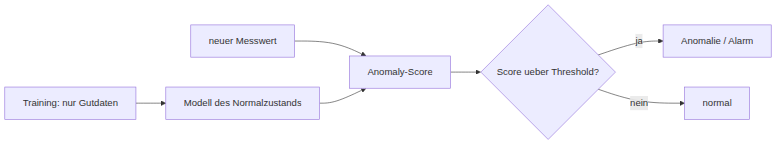 neuer Messwert
Training: nur Gutdaten
Modell des Normalzustands
Anomaly-Score
Score ueber Threshold?
ja
Anomalie / Alarm
nein
normal